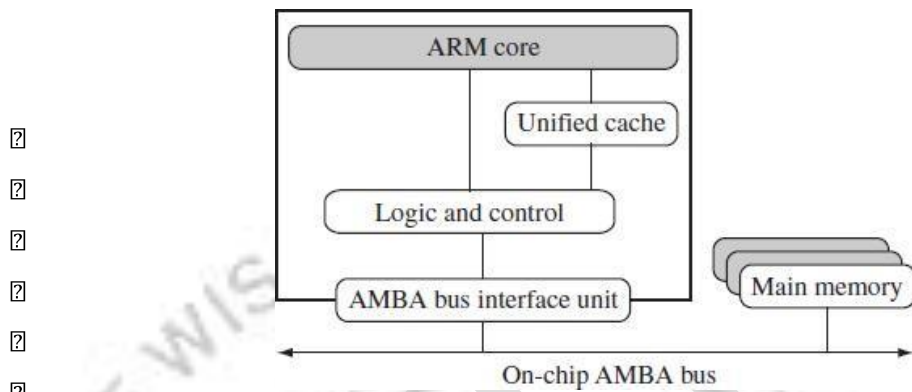 ARM core
Unified cache
Logic and control
AMBA bus interface unit
Main memory
On-chip AMBA bus